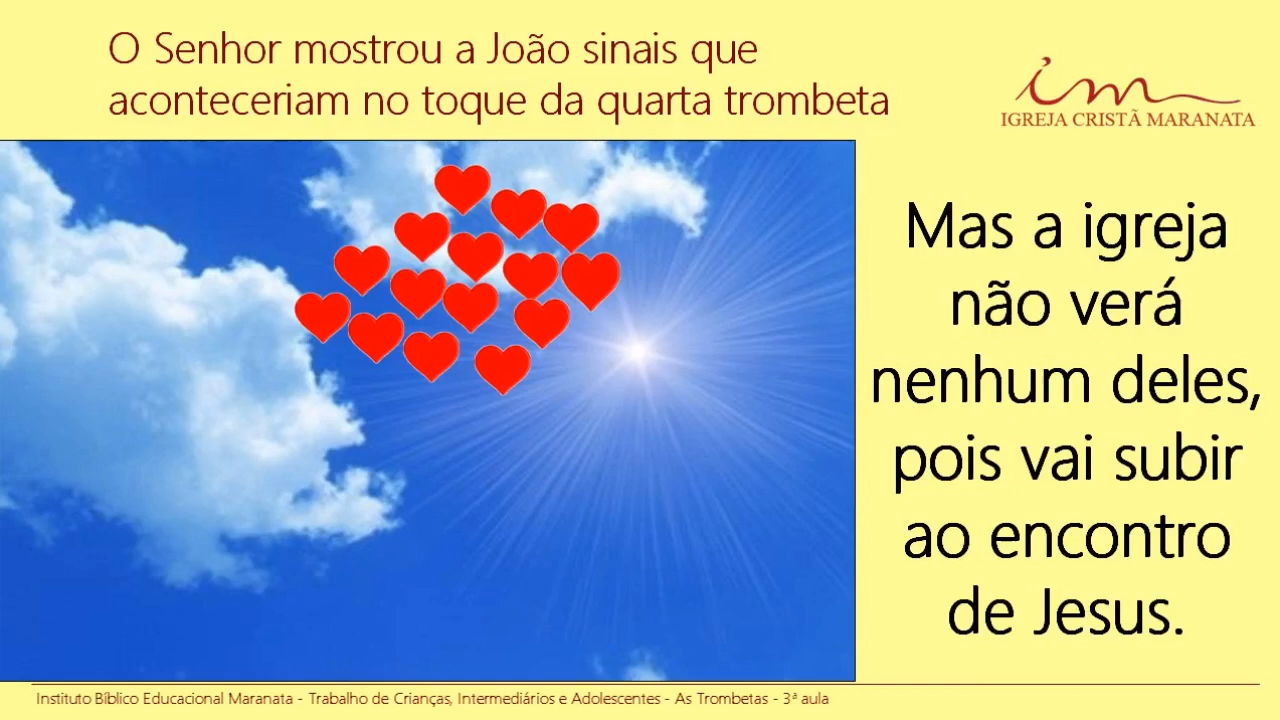 O Senhor mostrou a João sinais que
aconteceriam no toque da quarta trombeta
im
IGREJA CRISTÃ MARANATA
Mas a igreja
não verá
nenhum deles,
pois vai subir
ao encontro
de Jesus.
Instituto Bíblico Educacional Maranata - Trabalho de Crianças, Intermediários e Adolescentes - As Trombetas - 3ª aula